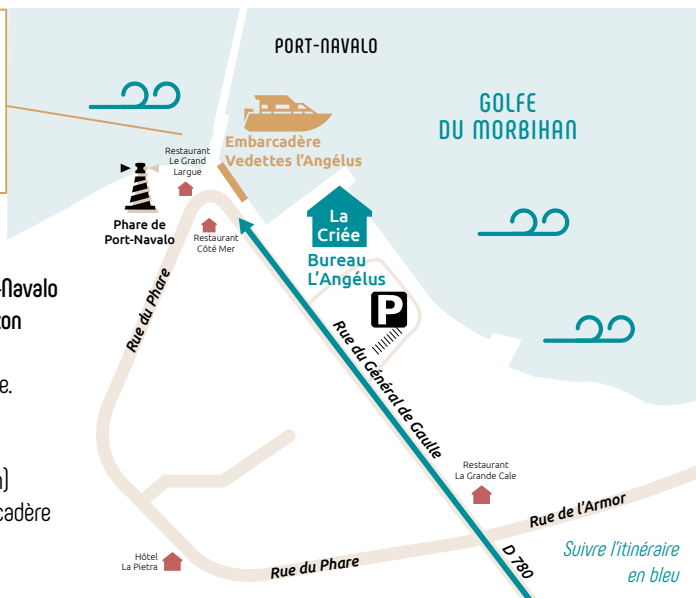 PORT-NAVALO
GOLFE
DU MORBIHAN
Embarcadère
Vedettes l'Angélus
Restaurant
Le Grand
Largue
Phare de
Port-Navalo
Restaurant
Côté Mer
La
Criée
Bureau
L'Angélus
P
-Navalo
on
e.
Rue du Phare
Rue du Général de Gaulle
n)
cadère
Restaurant
La Grande Cale
Rue de l'Armor
Hôtel
La Pietra
Rue du Phare
D 780
Suivre l'itinéraire
en bleu